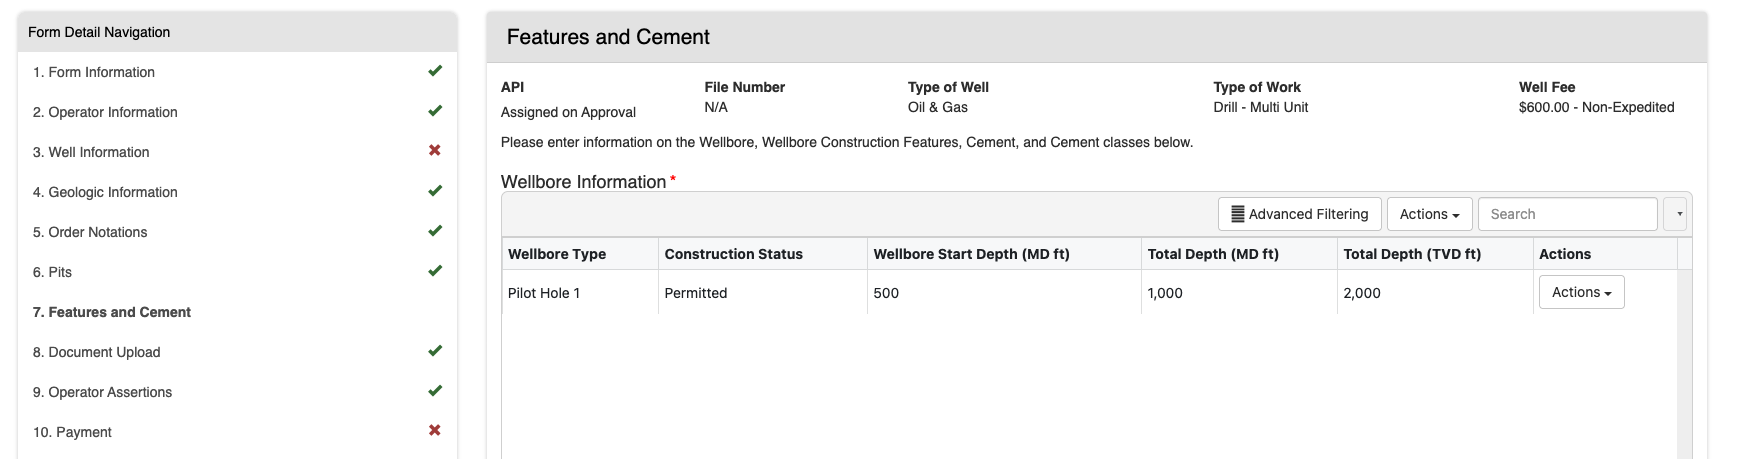 Form Detail Navigation
1. Form Information
2. Operator Information
3. Well Information
4. Geologic Information
5. Order Notations
6. Pits
7. Features and Cement
8. Document Upload
9. Operator Assertions
10. Payment
Features and Cement
API File Number Type of Well Type of Work Well Fee
Assigned on Approval N/A Oil & Gas Drill - Multi Unit $600.00 - Non-Expedited
Please enter information on the Wellbore, Wellbore Construction Features, Cement, and Cement classes below.
Wellbore Information *
Advanced Filtering Actions Search
Wellbore Type Construction Status Wellbore Start Depth (MD ft) Total Depth (MD ft) Total Depth (TVD ft) Actions
Pilot Hole 1 Permitted 500 1,000 2,000 Actions